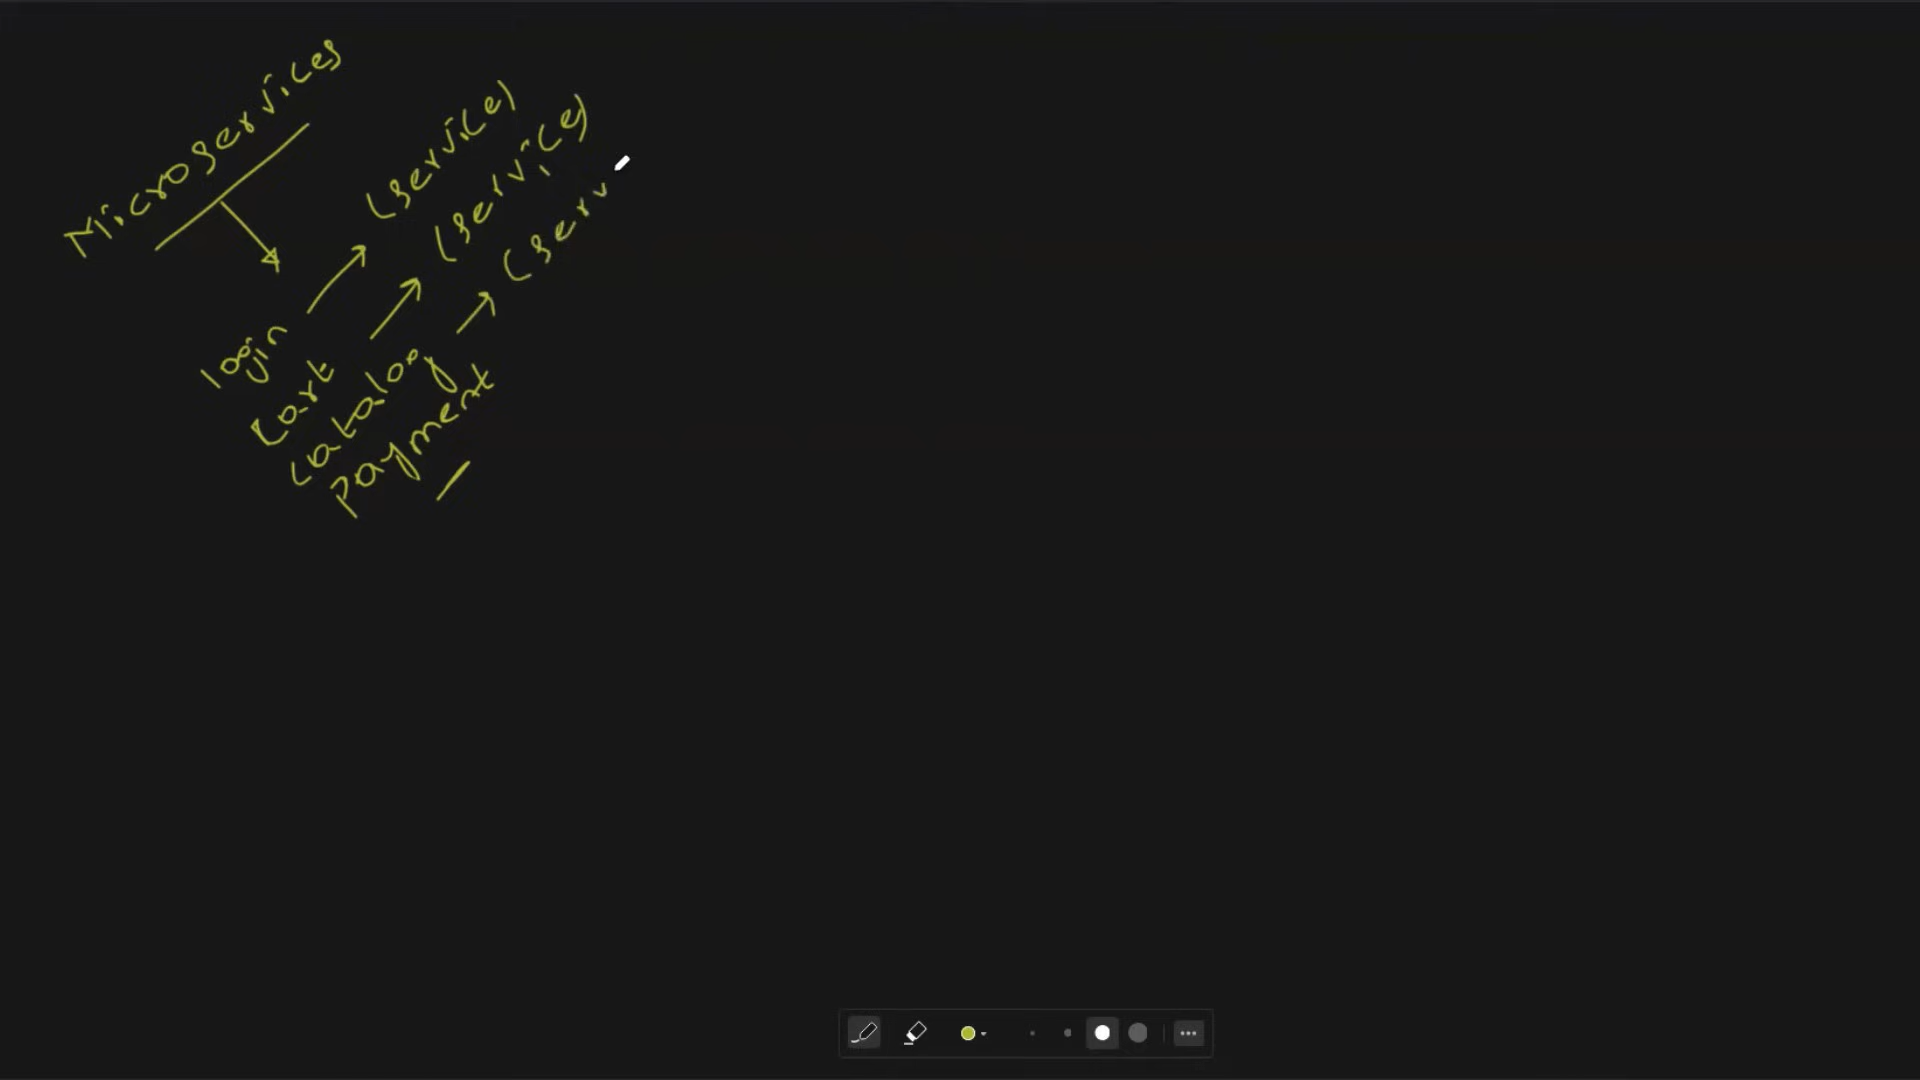 Microservices
login → (service)
cart → (service)
catalog → (serv
payment